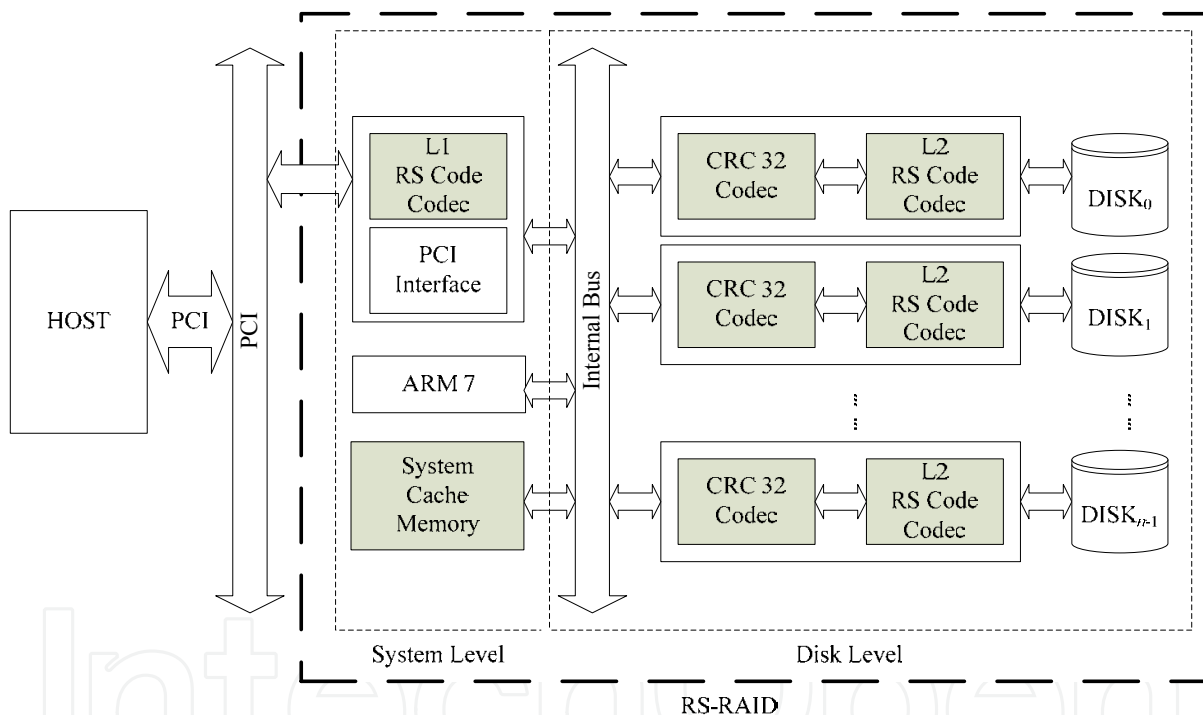 HOST
PCI
PCI
L1
RS Code
Codec
PCI
Interface
ARM 7
System
Cache
Memory
Internal Bus
CRC 32
Codec
L2
RS Code
Codec
DISK0
CRC 32
Codec
L2
RS Code
Codec
DISK1
CRC 32
Codec
L2
RS Code
Codec
DISKn-1
System Level
Disk Level
RS-RAID